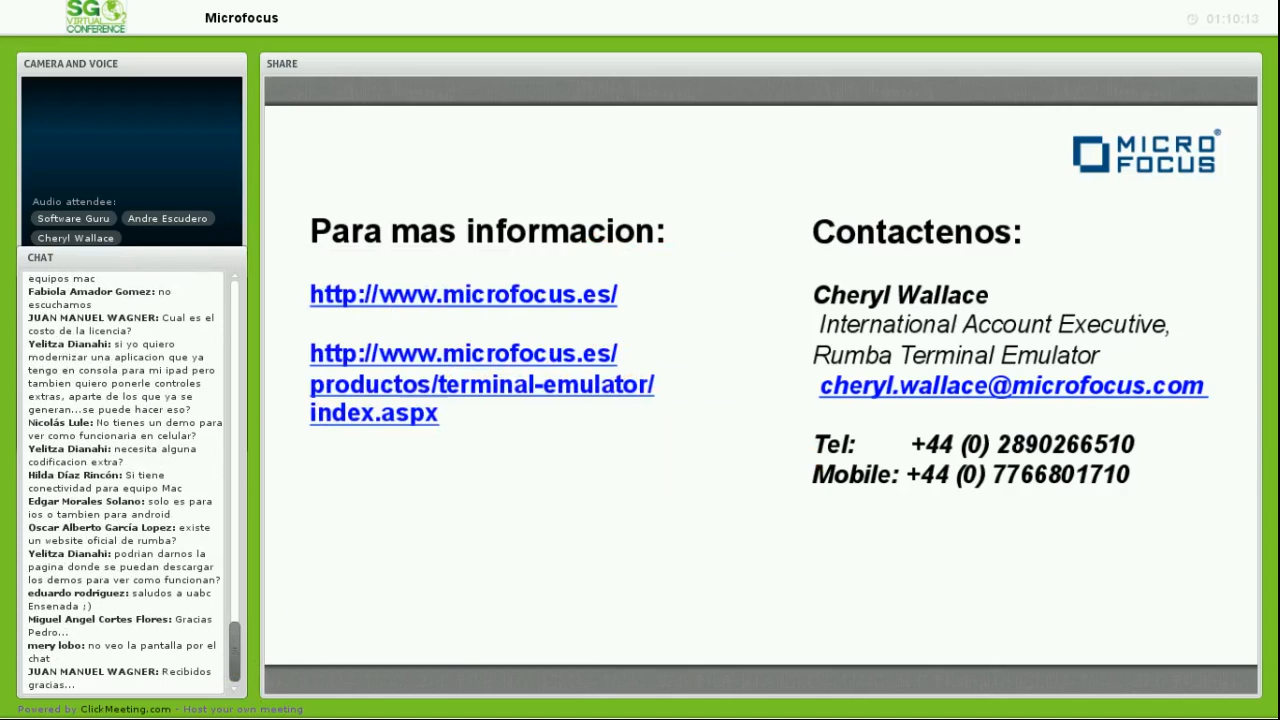 SG
VIRTUAL
CONFERENCE
Microfocus
01:10:13
CAMERA AND VOICE
Audio attendee:
Software Guru
Andre Escudero
Cheryl Wallace
CHAT
equipos mac
Fabiola Amador Gomez: no
escuchamos
JUAN MANUEL WAGNER: Cual es el
costo de la licencia?
Yelitza Dianahi: si yo quiero
modernizar una aplicacion que ya
tengo en consola para mi ipad pero
tambien quiero ponerle controles
extras, aparte de los que ya se
generan...se puede hacer eso?
Nicolás Lule: No tienes un demo para
ver como funcionaria en celular?
Yelitza Dianahi: necesita alguna
codificacion extra?
Hilda Díaz Rincón: Si tiene
conectividad para equipo Mac
Edgar Morales Solano: solo es para
ios o tambien para android
Oscar Alberto García Lopez: existe
un website oficial de rumba?
Yelitza Dianahi: podrian darnos la
pagina donde se puedan descargar
los demos para ver como funcionan?
eduardo rodriguez: saludos a uabc
Ensenada ;)
Miguel Angel Cortes Flores: Gracias
Pedro...
mery lobo: no veo la pantalla por el
chat
JUAN MANUEL WAGNER: Recibidos
gracias...
SHARE
MICRO
FOCUS®
Para mas informacion:
http://www.microfocus.es/
http://www.microfocus.es/
productos/terminal-emulator/
index.aspx
Contactenos:
Cheryl Wallace
International Account Executive,
Rumba Terminal Emulator
cheryl.wallace@microfocus.com
Tel: +44 (0) 2890266510
Mobile: +44 (0) 7766801710
Powered by ClickMeeting.com - Host your own meeting